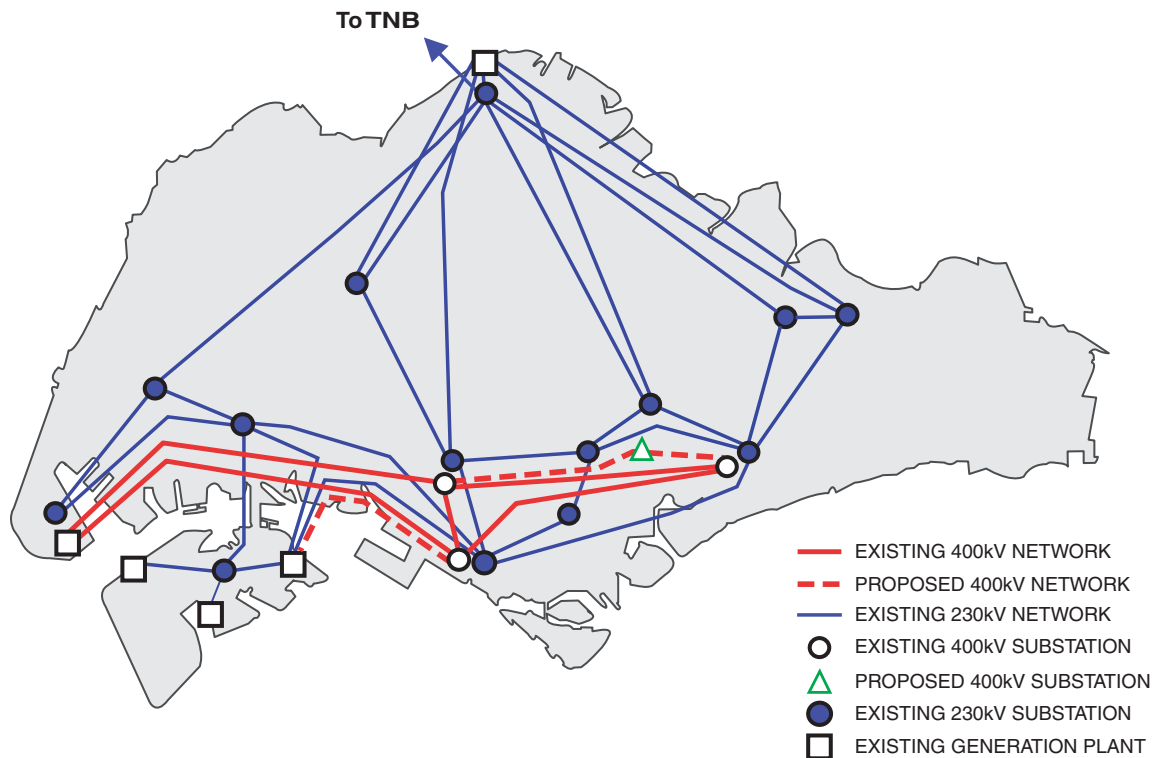 To TNB
EXISTING 400kV NETWORK
PROPOSED 400kV NETWORK
EXISTING 230kV NETWORK
EXISTING 400kV SUBSTATION
PROPOSED 400kV SUBSTATION
EXISTING 230kV SUBSTATION
EXISTING GENERATION PLANT